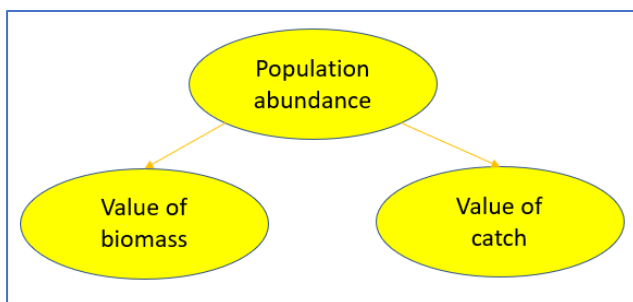 Population
abundance
Value of
biomass
Value of
catch